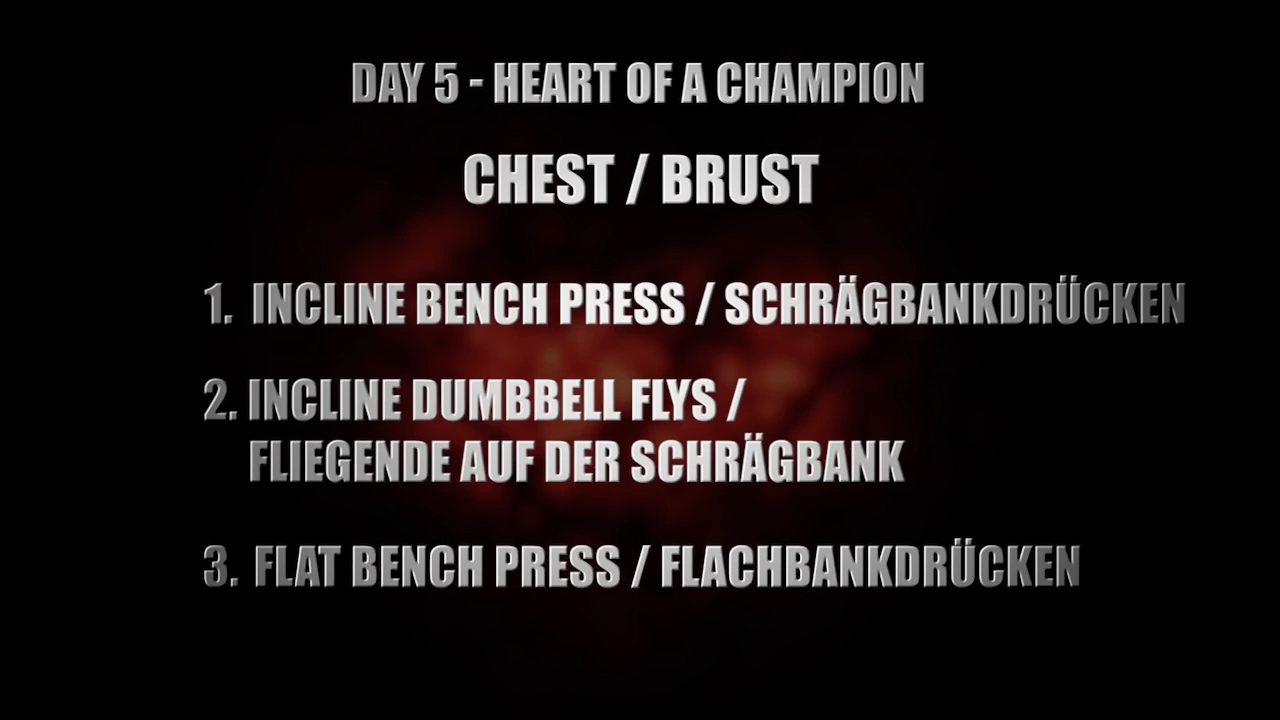 DAY 5 - HEART OF A CHAMPION
CHEST / BRUST
1. INCLINE BENCH PRESS / SCHRÄGBANKDRÜCKEN
2. INCLINE DUMBBELL FLYS /
FLIEGENDE AUF DER SCHRÄGBANK
3. FLAT BENCH PRESS / FLACHBANKDRÜCKEN